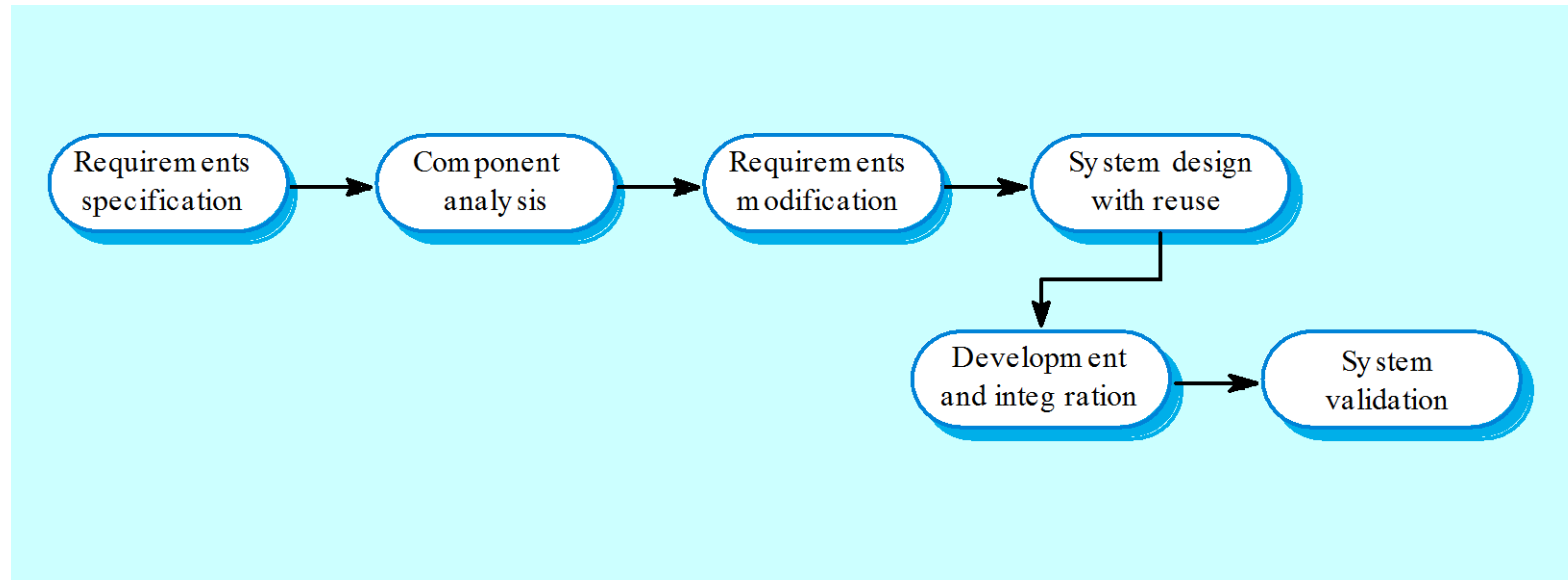 Requirements
specification
Component
analysis
Requirements
modification
System design
with reuse
Development
and integration
System
validation